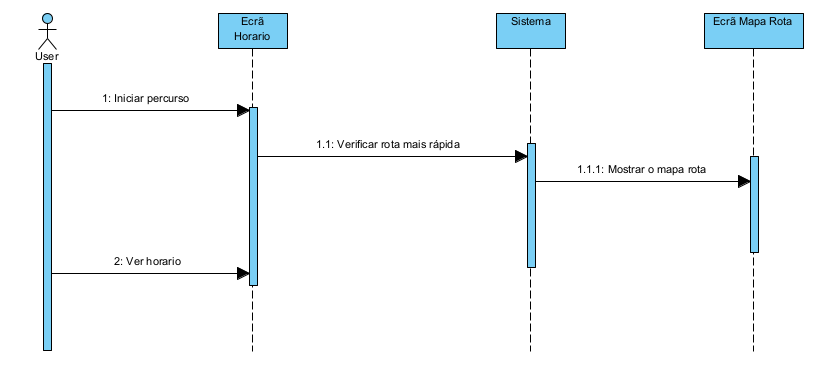 Ecrã
Horario
Sistema
Ecrã Mapa Rota
User
1: Iniciar percurso
1.1: Verificar rota mais rápida
1.1.1: Mostrar o mapa rota
2: Ver horario